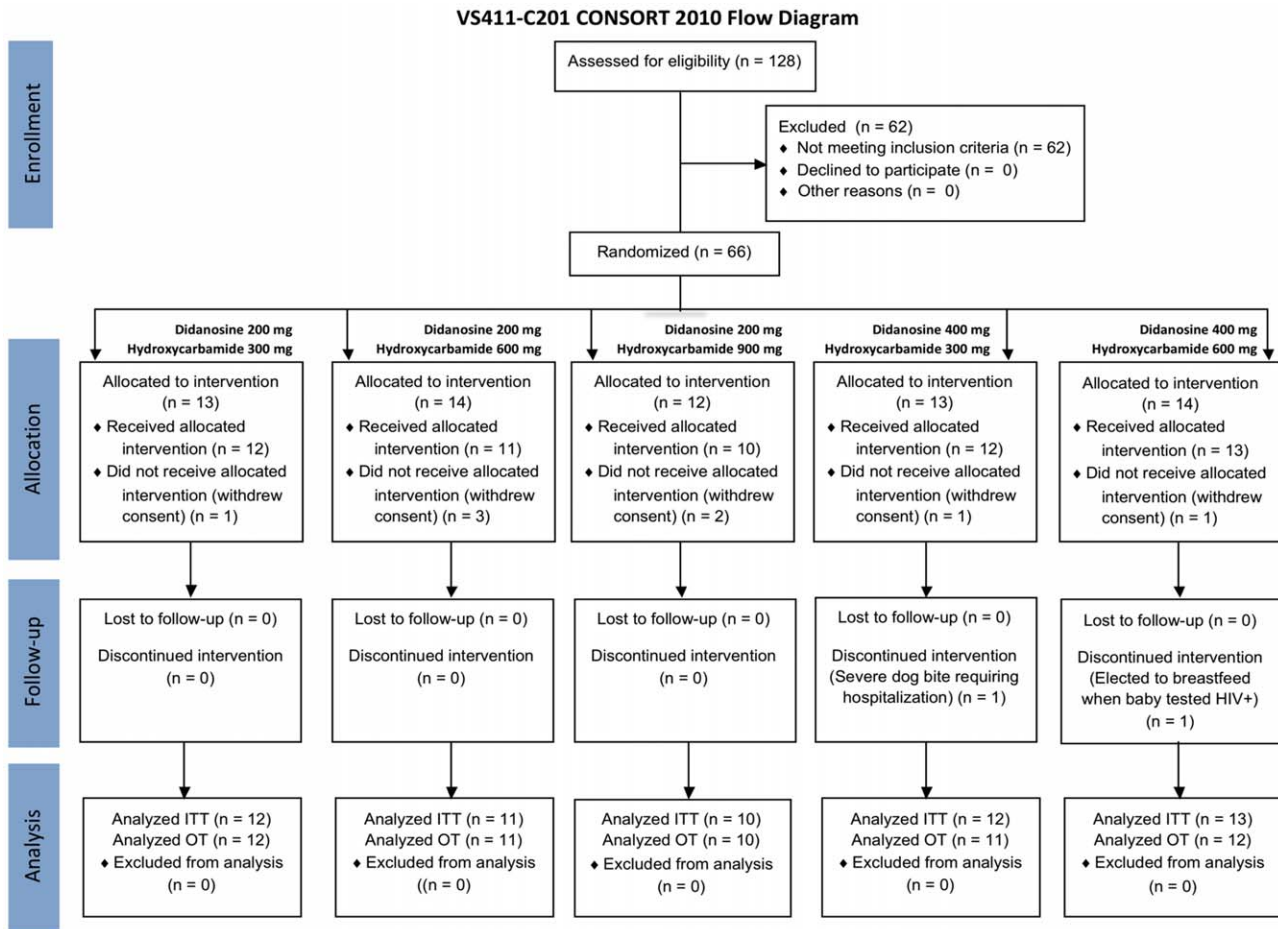 VS411-C201 CONSORT 2010 Flow Diagram
Enrollment
Assessed for eligibility (n = 128)
Excluded (n = 62)
♦ Not meeting inclusion criteria (n = 62)
♦ Declined to participate (n = 0)
♦ Other reasons (n = 0)
Randomized (n = 66)
Allocation
Didanosine 200 mg
Hydroxycarbamide 300 mg
Allocated to intervention
(n = 13)
♦ Received allocated
intervention (n = 12)
♦ Did not receive allocated
intervention (withdrew
consent) (n = 1)
Didanosine 200 mg
Hydroxycarbamide 600 mg
Allocated to intervention
(n = 14)
♦ Received allocated
intervention (n = 11)
♦ Did not receive allocated
intervention (withdrew
consent) (n = 3)
Didanosine 200 mg
Hydroxycarbamide 900 mg
Allocated to intervention
(n = 12)
♦ Received allocated
intervention (n = 10)
♦ Did not receive allocated
intervention (withdrew
consent) (n = 2)
Didanosine 400 mg
Hydroxycarbamide 300 mg
Allocated to intervention
(n = 13)
♦ Received allocated
intervention (n = 12)
♦ Did not receive allocated
intervention (withdrew
consent) (n = 1)
Didanosine 400 mg
Hydroxycarbamide 600 mg
Allocated to intervention
(n = 14)
♦ Received allocated
intervention (n = 13)
♦ Did not receive allocated
intervention (withdrew
consent) (n = 1)
Follow-up
Lost to follow-up (n = 0)
Discontinued intervention
(n = 0)
Lost to follow-up (n = 0)
Discontinued intervention
(n = 0)
Lost to follow-up (n = 0)
Discontinued intervention
(n = 0)
Lost to follow-up (n = 0)
Discontinued intervention
(Severe dog bite requiring
hospitalization) (n = 1)
Lost to follow-up (n = 0)
Discontinued intervention
(Elected to breastfeed
when baby tested HIV+)
(n = 1)
Analysis
Analyzed ITT (n = 12)
Analyzed OT (n = 12)
♦ Excluded from analysis
(n = 0)
Analyzed ITT (n = 11)
Analyzed OT (n = 11)
♦ Excluded from analysis
((n = 0)
Analyzed ITT (n = 10)
Analyzed OT (n = 10)
♦ Excluded from analysis
(n = 0)
Analyzed ITT (n = 12)
Analyzed OT (n = 11)
♦ Excluded from analysis
(n = 0)
Analyzed ITT (n = 13)
Analyzed OT (n = 12)
♦ Excluded from analysis
(n = 0)